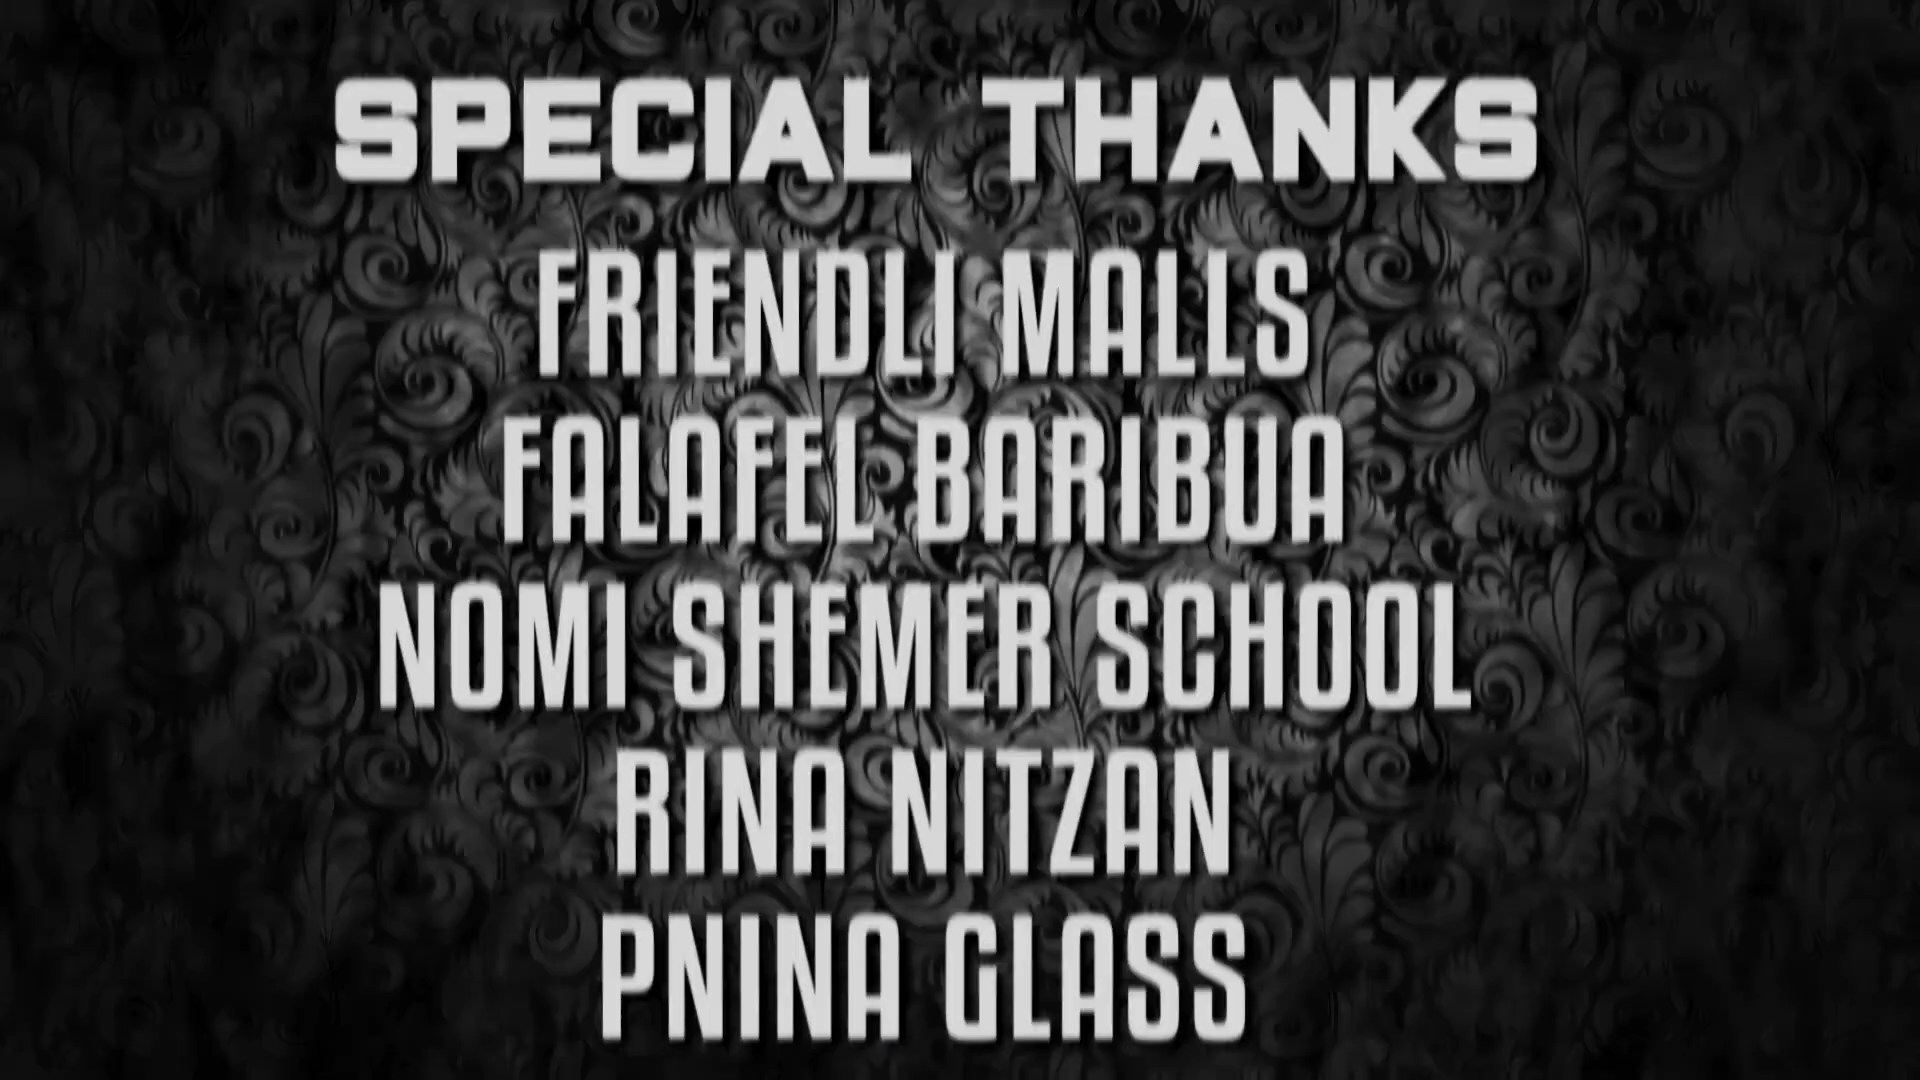 SPECIAL THANKS
FRIENDLI MALLS
FALAFEL BARIBUA
NOMI SHEMER SCHOOL
RINA NITZAN
PNINA GLASS